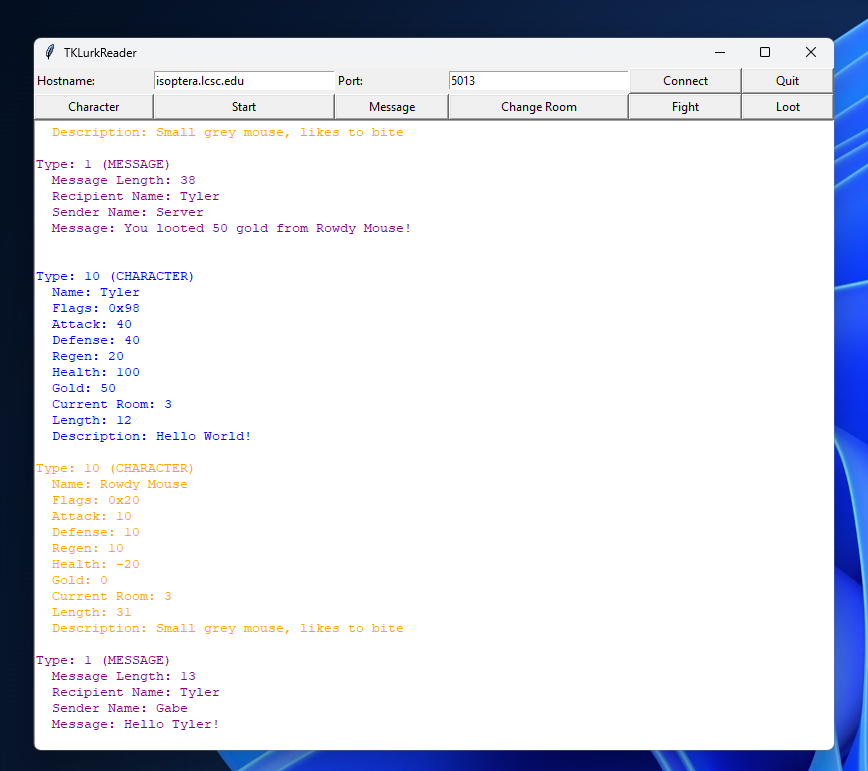 TKLurkReader
Hostname: isoptera.lcsc.edu Port: 5013 Connect Quit
Character Start Message Change Room Fight Loot
Description: Small grey mouse, likes to bite
Type: 1 (MESSAGE)
Message Length: 38
Recipient Name: Tyler
Sender Name: Server
Message: You looted 50 gold from Rowdy Mouse!
Type: 10 (CHARACTER)
Name: Tyler
Flags: 0x98
Attack: 40
Defense: 40
Regen: 20
Health: 100
Gold: 50
Current Room: 3
Length: 12
Description: Hello World!
Type: 10 (CHARACTER)
Name: Rowdy Mouse
Flags: 0x20
Attack: 10
Defense: 10
Regen: 10
Health: -20
Gold: 0
Current Room: 3
Length: 31
Description: Small grey mouse, likes to bite
Type: 1 (MESSAGE)
Message Length: 13
Recipient Name: Tyler
Sender Name: Gabe
Message: Hello Tyler!